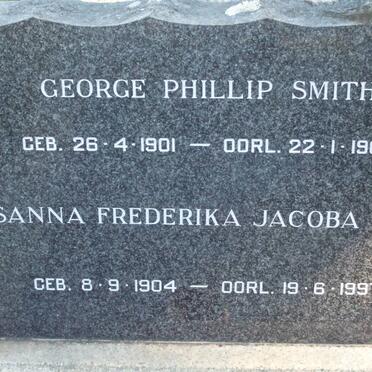 GEORGE PHILLIP SMITH
GEB. 26-4-1901 — OORL. 22-1-19
SANNA FREDERIKA JACOBA
GEB. 8-9-1904 — OORL. 19-6-199